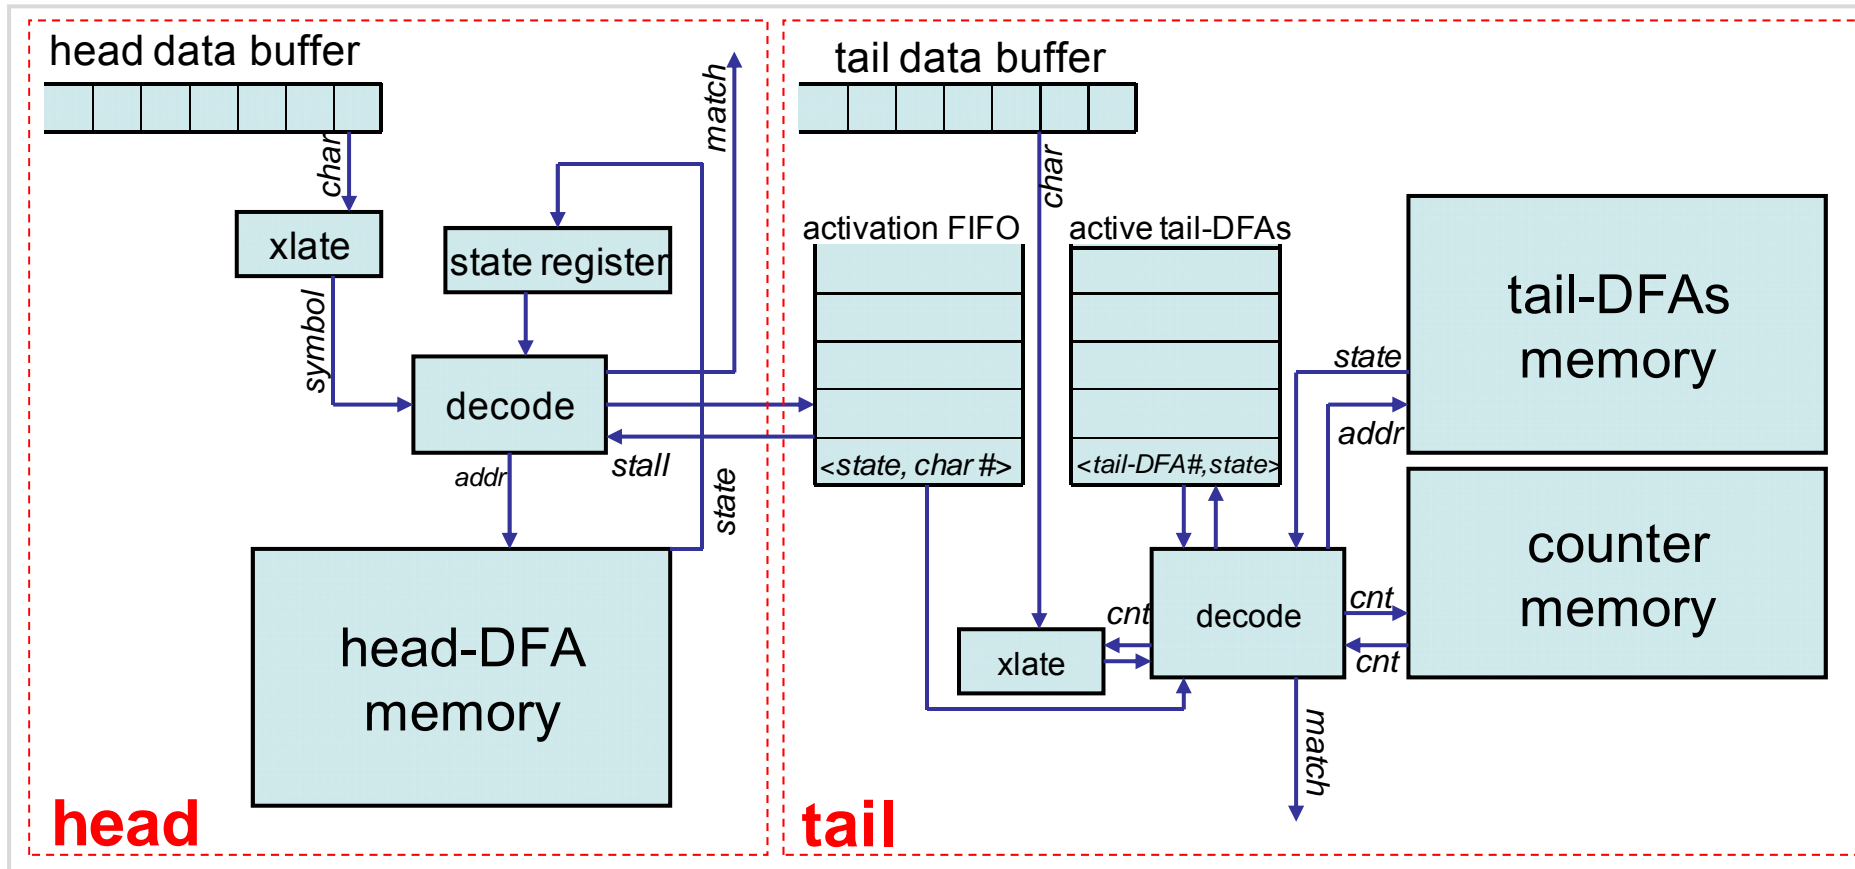 head data buffer
char
xlate
symbol
state register
match
decode
addr
stall
state
head-DFA
memory
head
tail data buffer
char
activation FIFO
active tail-DFAs
<state, char #>
<tail-DFA#,state>
tail-DFAs
memory
state
addr
counter
memory
cnt
cnt
cnt
decode
xlate
match
tail